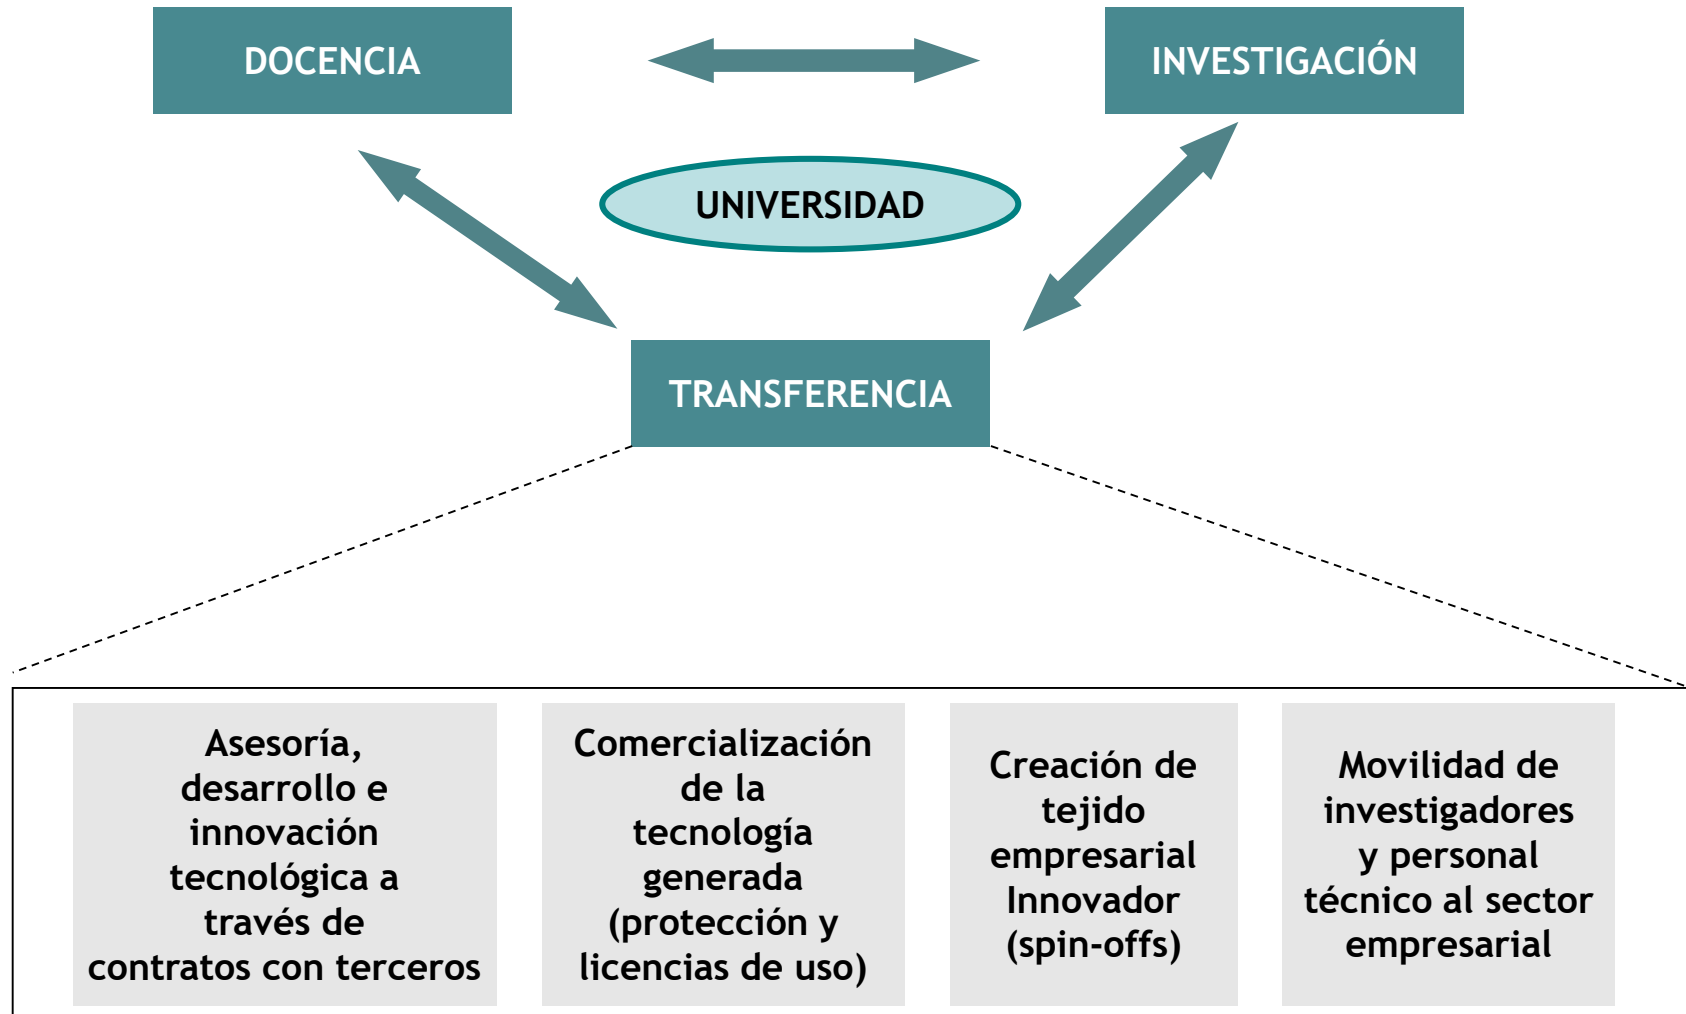 DOCENCIA
INVESTIGACIÓN
UNIVERSIDAD
TRANSFERENCIA
Asesoría,
desarrollo e
innovación
tecnológica a
través de
contratos con terceros
Comercialización
de la
tecnología
generada
(protección y
licencias de uso)
Creación de
tejido
empresarial
Innovador
(spin-offs)
Movilidad de
investigadores
y personal
técnico al sector
empresarial